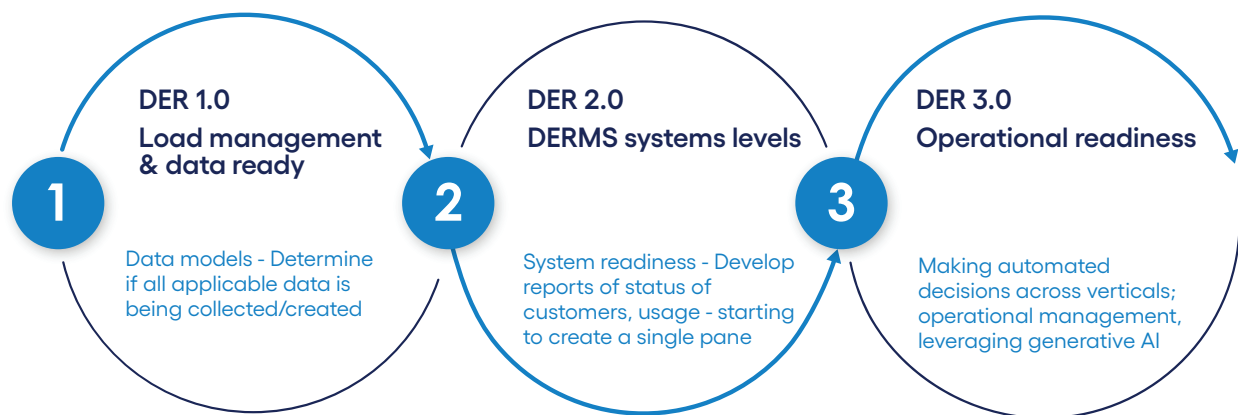 1
DER 1.0
Load management
& data ready
Data models - Determine
if all applicable data is
being collected/created
2
DER 2.0
DERMS systems levels
System readiness - Develop
reports of status of
customers, usage - starting
to create a single pane
3
DER 3.0
Operational readiness
Making automated
decisions across verticals;
operational management,
leveraging generative AI